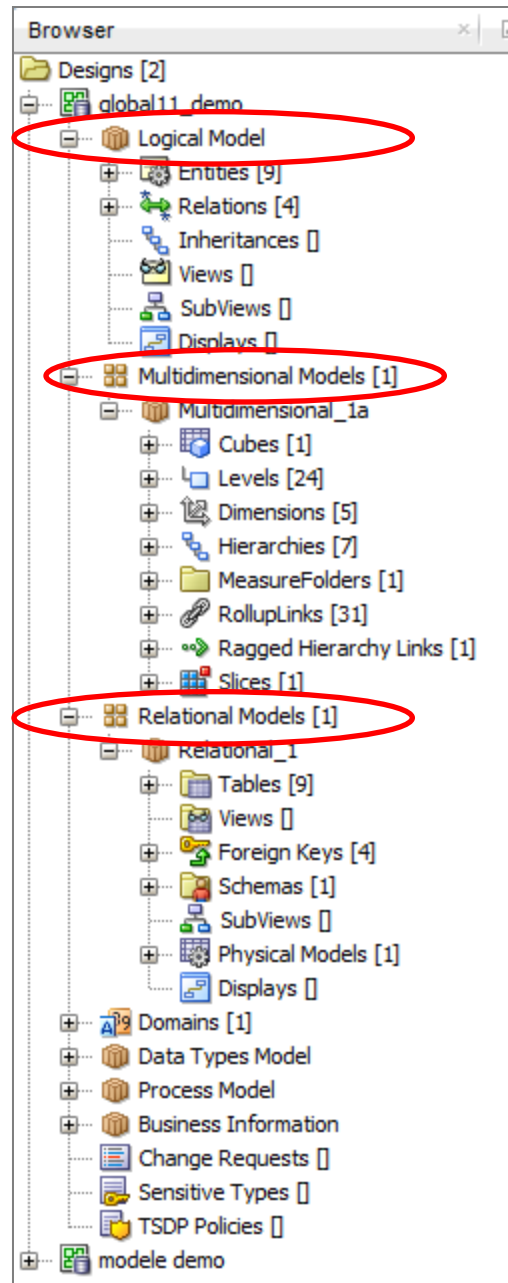 Browser
Designs [2]
global11_demo
Logical Model
Entities [9]
Relations [4]
Inheritances []
Views []
SubViews []
Displays []
Multidimensional Models [1]
Multidimensional_1a
Cubes [1]
Levels [24]
Dimensions [5]
Hierarchies [7]
MeasureFolders [1]
RollupLinks [31]
Ragged Hierarchy Links [1]
Slices [1]
Relational Models [1]
Relational_1
Tables [9]
Views []
Foreign Keys [4]
Schemas [1]
SubViews []
Physical Models [1]
Displays []
Domains [1]
Data Types Model
Process Model
Business Information
Change Requests []
Sensitive Types []
TSDP Policies []
modele demo